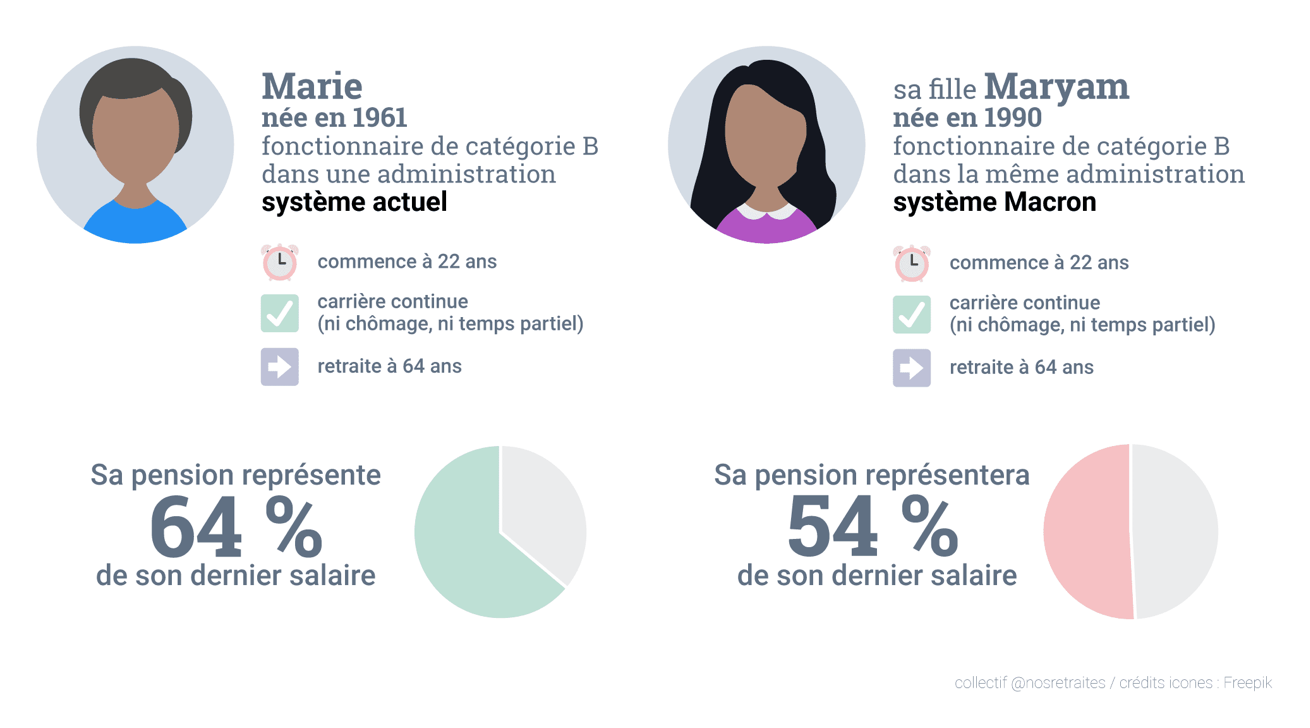 Marie
née en 1961
fonctionnaire de catégorie B
dans une administration
système actuel
commence à 22 ans
carrière continue
(ni chômage, ni temps partiel)
retraite à 64 ans
Sa pension représente
64 %
de son dernier salaire
sa fille Maryam
née en 1990
fonctionnaire de catégorie B
dans la même administration
système Macron
commence à 22 ans
carrière continue
(ni chômage, ni temps partiel)
retraite à 64 ans
Sa pension représentera
54 %
de son dernier salaire
collectif @nosretraites / crédits icones : Freepik